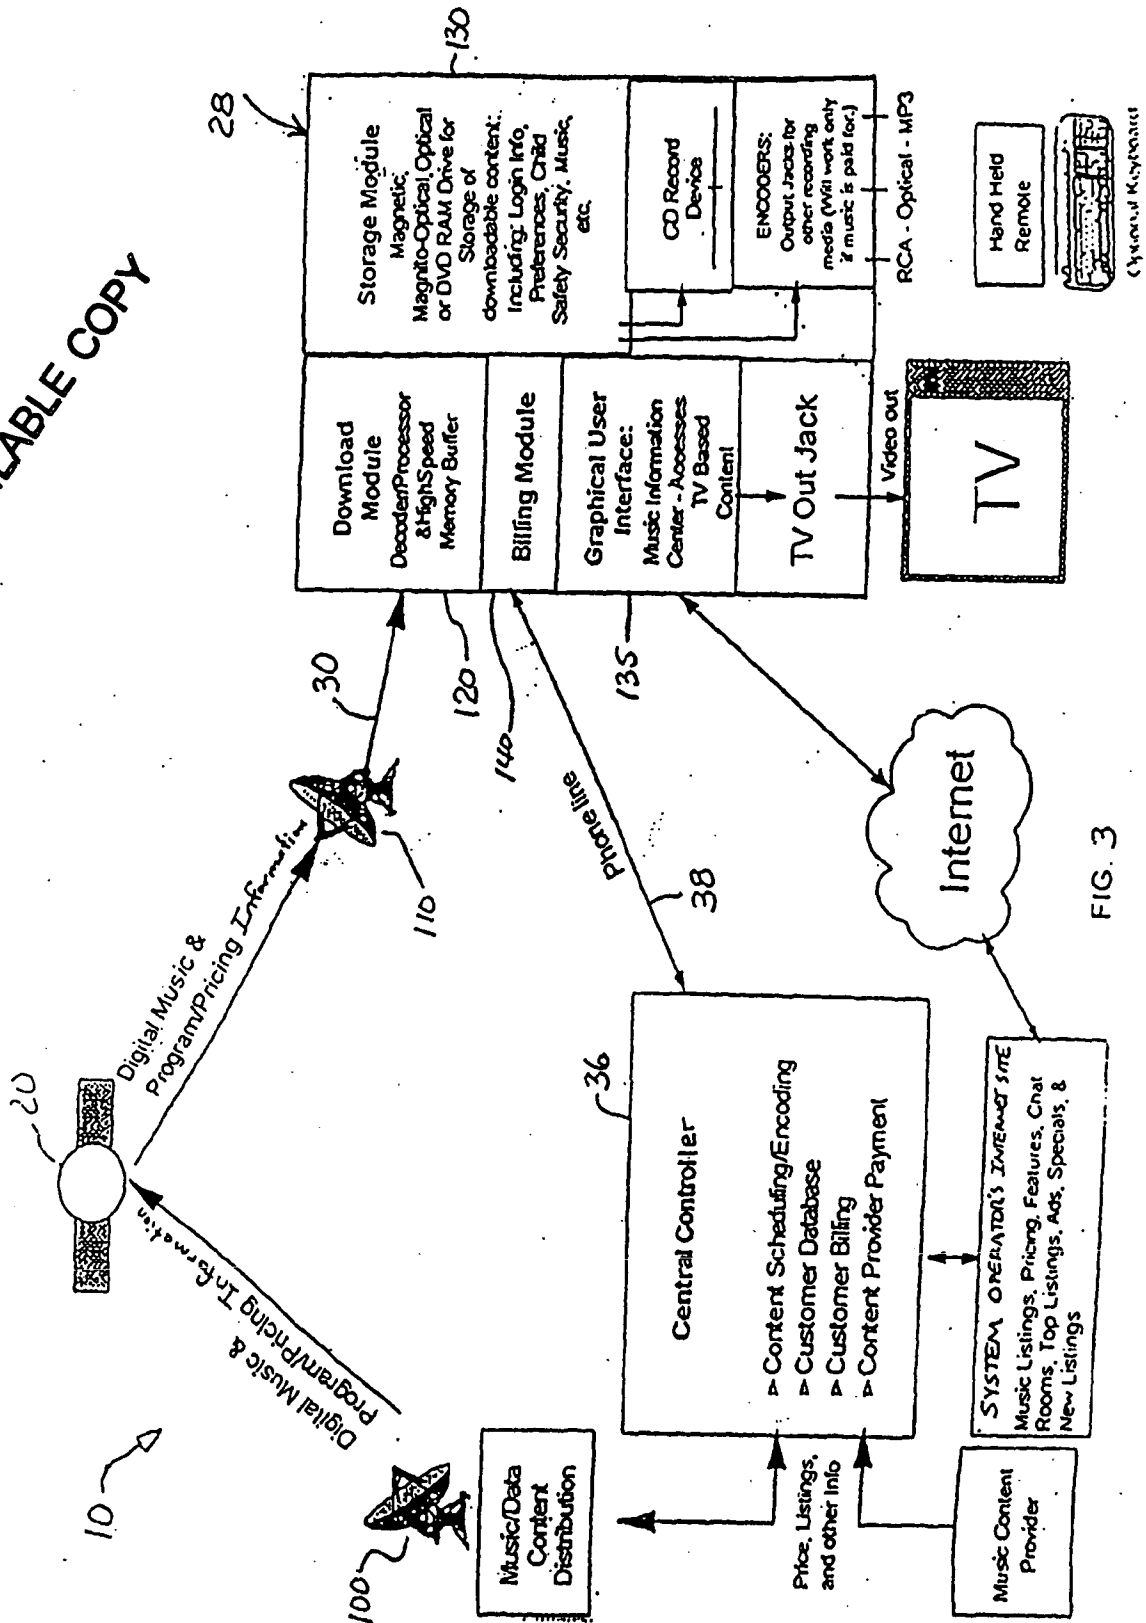 LABLE COPY
10
20
Digital Music &
Program/Pricing Information
Digital Music &
Program/Pricing Information
100
Music/Data
Content
Distribution
110
30
120
140
135
28
130
Download
Module
Decoder/Processor
&HighSpeed
Memory Buffer
Billing Module
Graphical User
Interface:
Music Information
Center - Accesses
TV Based
Content
TV Out Jack
Video out
TV
Storage Module
Magnetic,
Magnito-Optical, Optical
or DVD RAM Drive for
Storage of
downloadable content:.
Including: Login Info,
Preferences, Child
Safety Security, Music,
etc.
CD Record
Device
ENCODERS:
Output Jacks for
other recording
media (Will work only
if music is paid for.)
RCA - Optical - MP3
Hand Held
Remote
Optional Keyboard
Phone line
38
36
Central Controller
➢ Content Scheduling/Encoding
➢ Customer Database
➢ Customer Billing
➢ Content Provider Payment
Price, Listings,
and other Info
Music Content
Provider
SYSTEM OPERATOR'S INTERNET SITE
Music Listings, Pricing, Features, Chat
Rooms, Top Listings, Ads, Specials, &
New Listings
Internet
FIG. 3